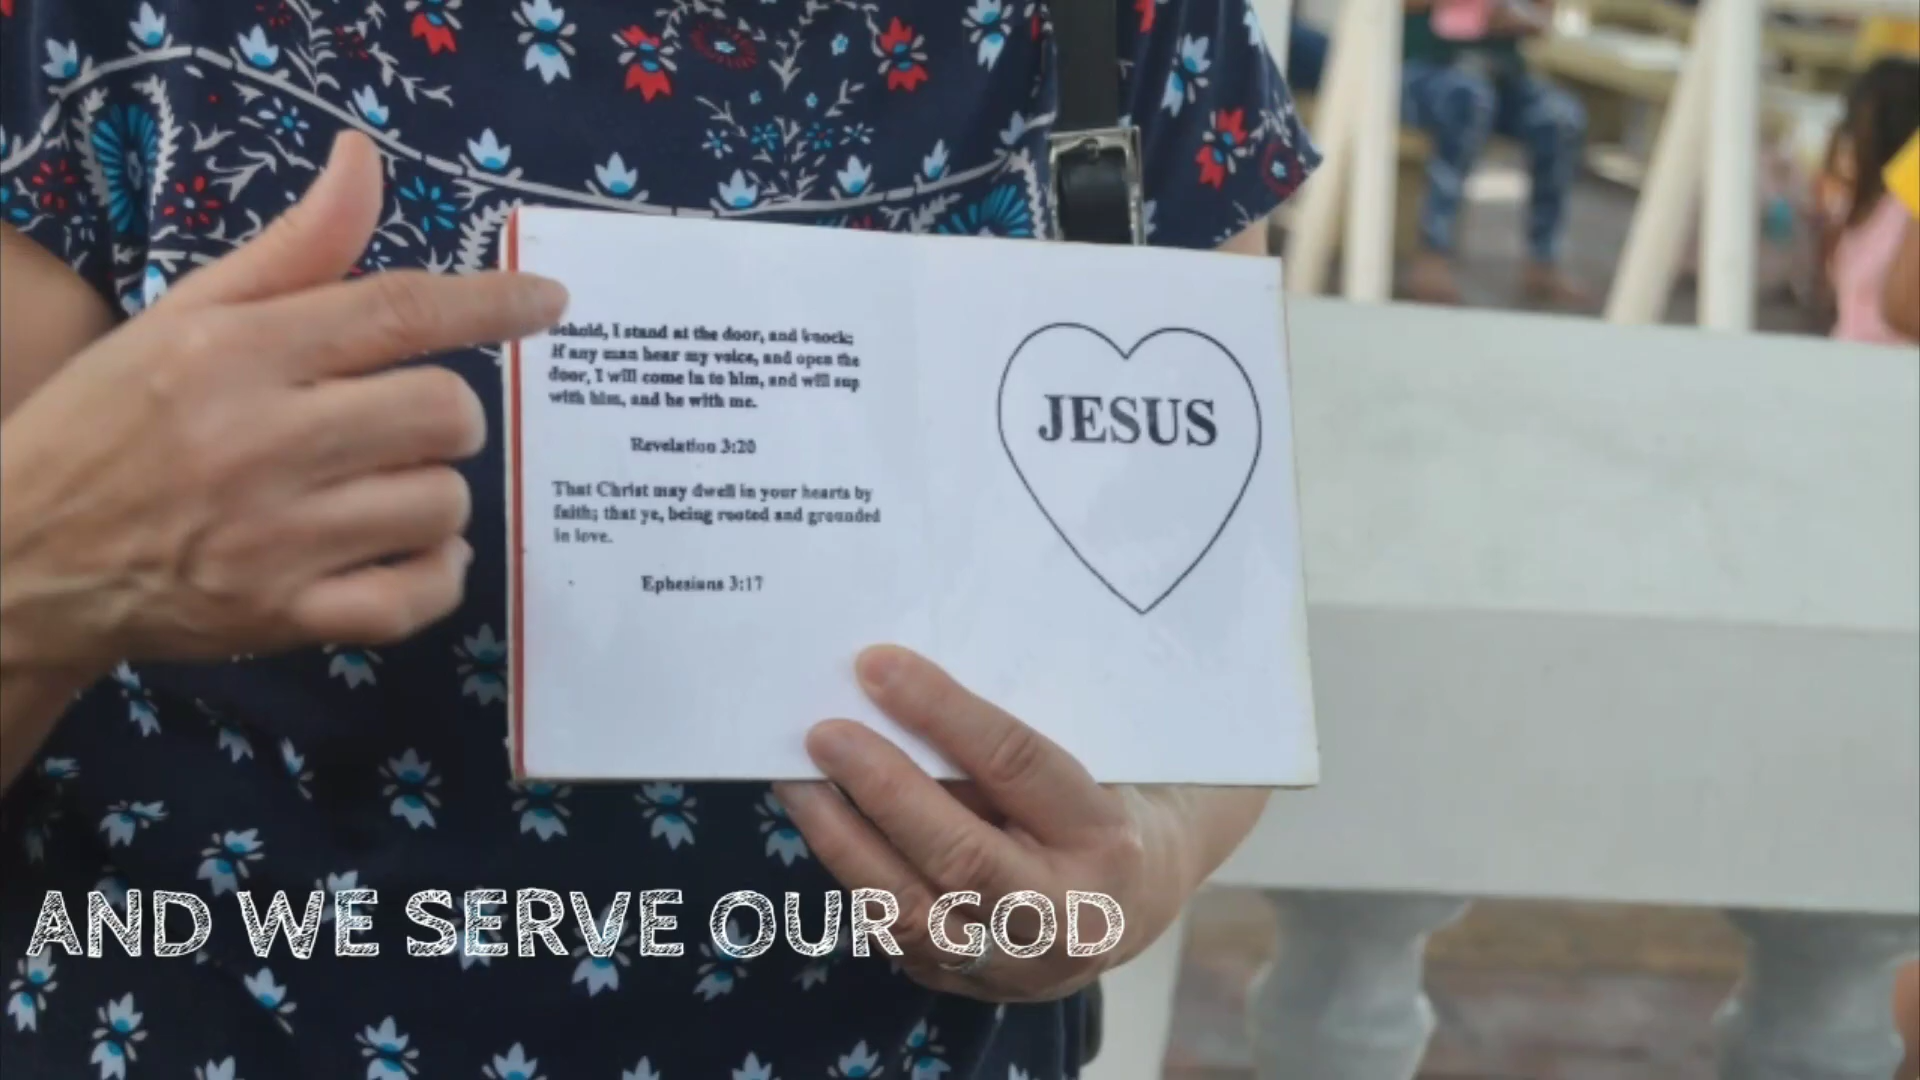 Behold, I stand at the door, and knock;
If any man hear my voice, and open the
door, I will come in to him, and will sup
with him, and he with me.
Revelation 3:20
That Christ may dwell in your hearts by
faith; that ye, being rooted and grounded
in love.
Ephesians 3:17
JESUS
AND WE SERVE OUR GOD